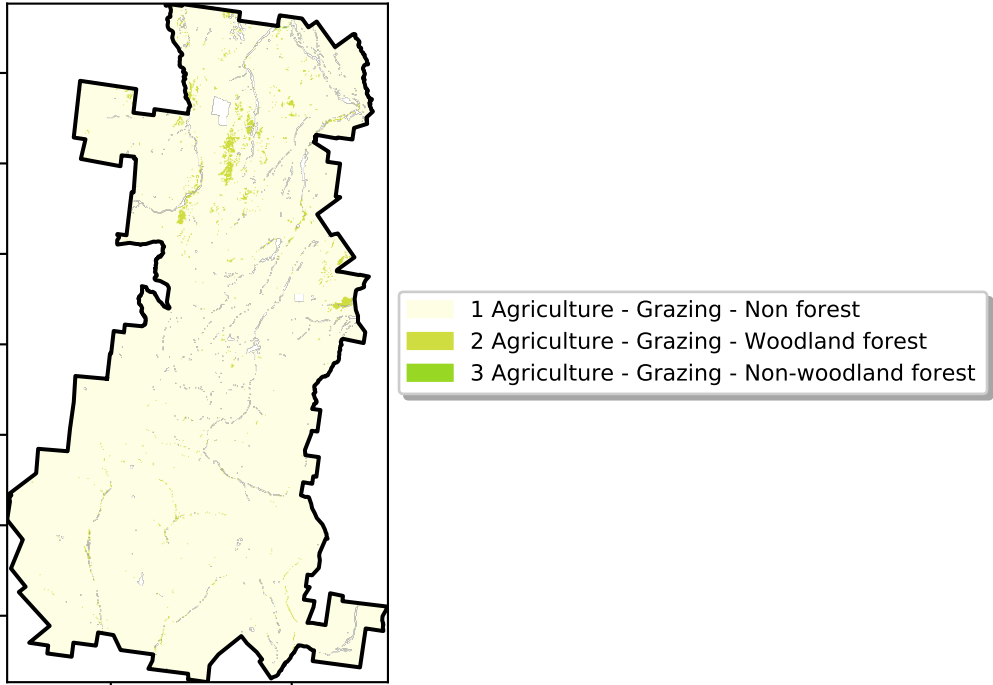 1 Agriculture - Grazing - Non forest
2 Agriculture - Grazing - Woodland forest
3 Agriculture - Grazing - Non-woodland forest